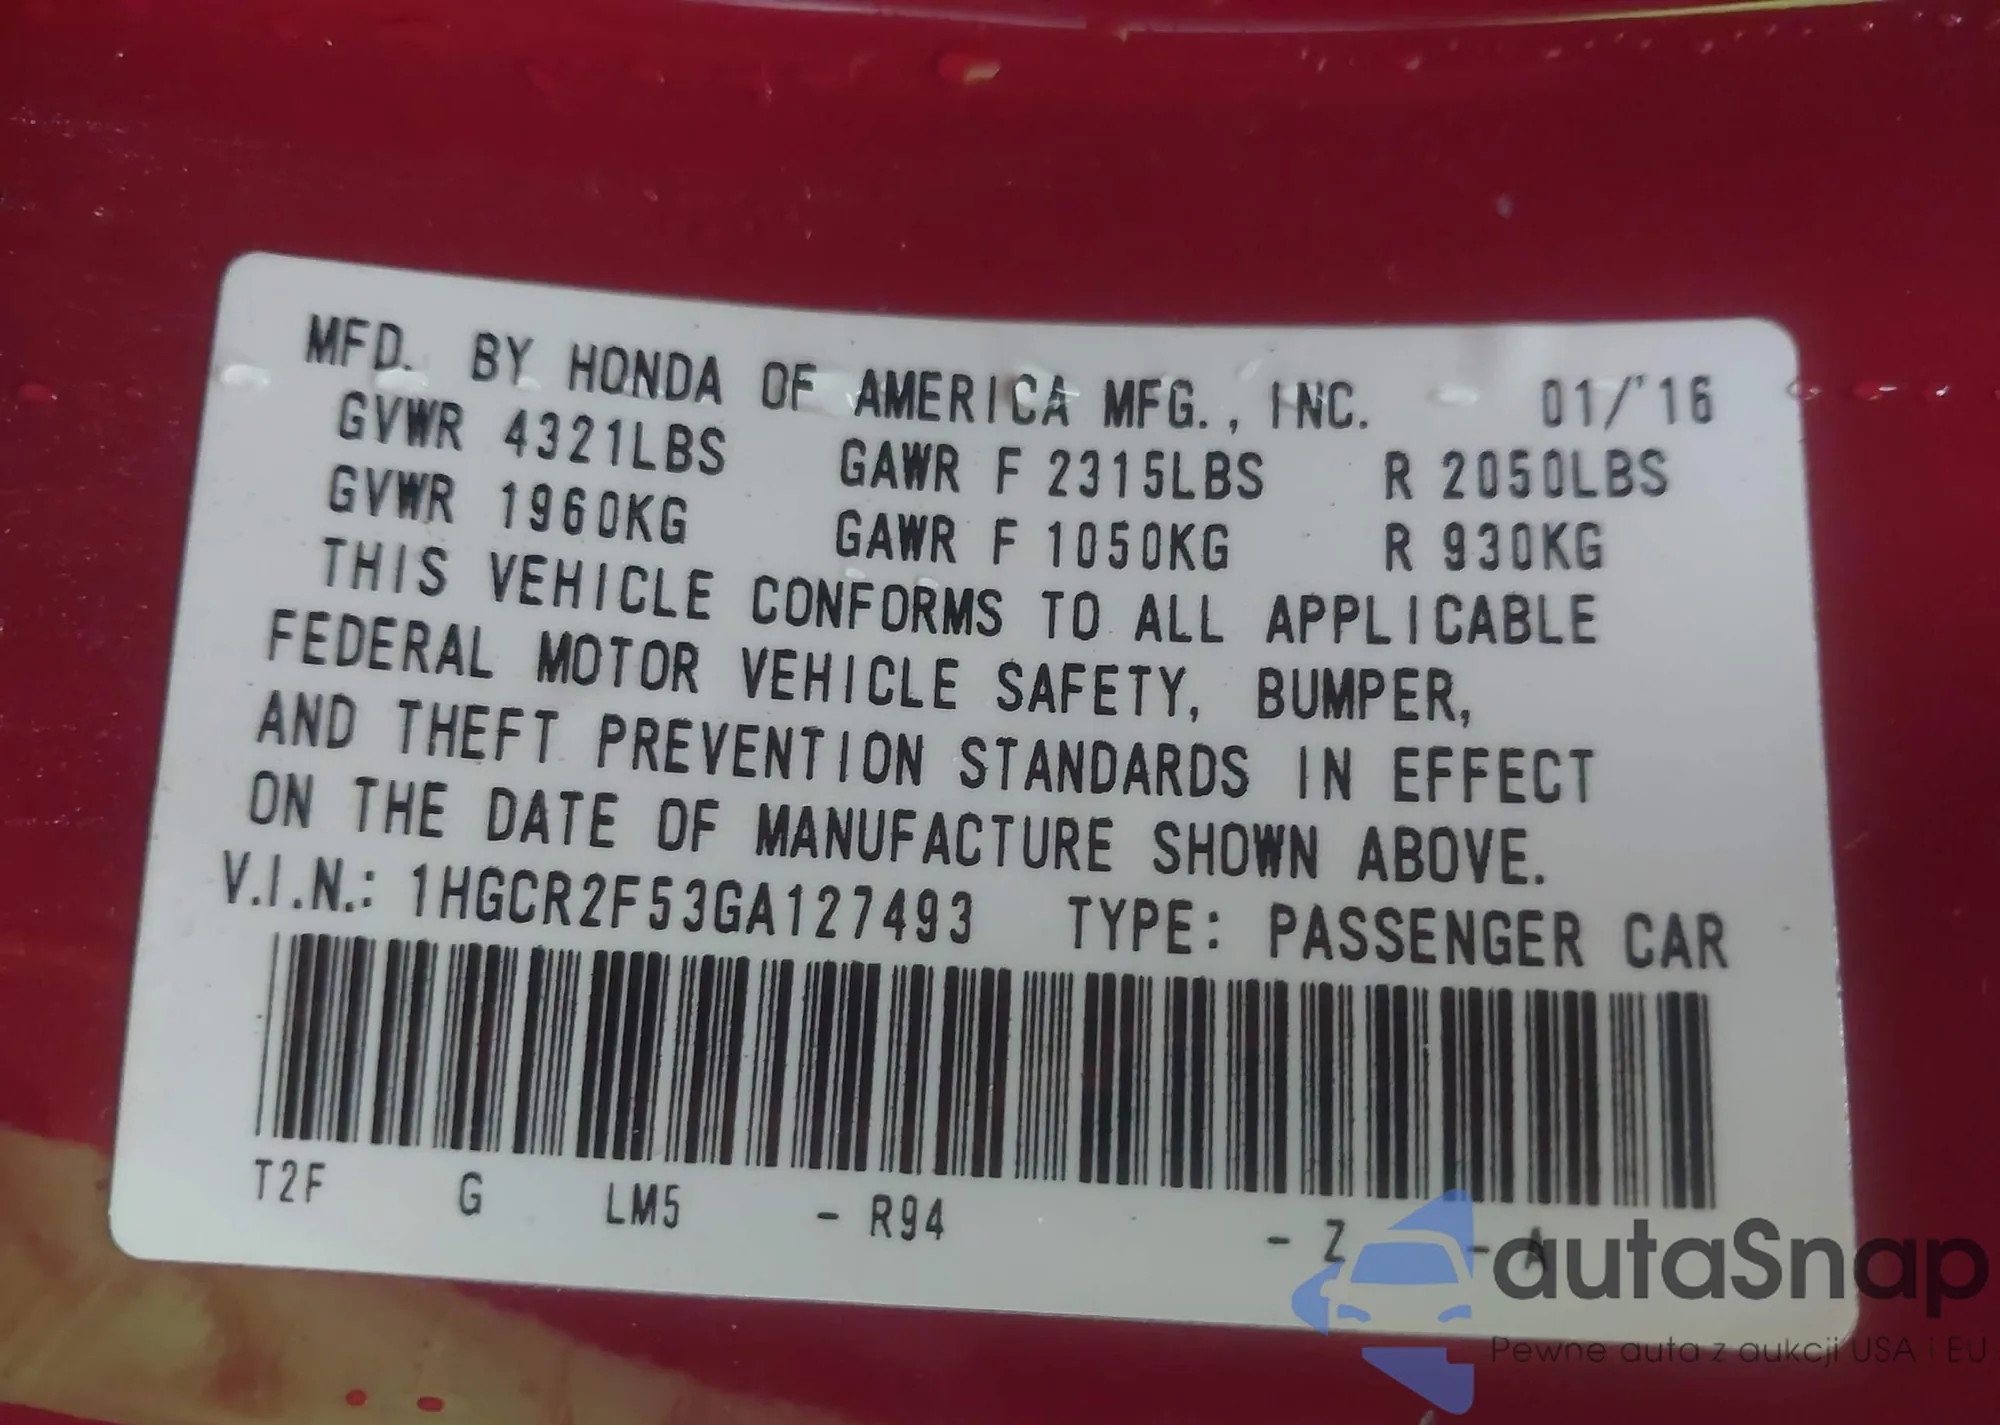 MFD. BY HONDA OF AMERICA MFG., INC. 01/'16
GVWR 4321LBS GAWR F 2315LBS R 2050LBS
GVWR 1960KG GAWR F 1050KG R 930KG
THIS VEHICLE CONFORMS TO ALL APPLICABLE
FEDERAL MOTOR VEHICLE SAFETY, BUMPER,
AND THEFT PREVENTION STANDARDS IN EFFECT
ON THE DATE OF MANUFACTURE SHOWN ABOVE.
V.I.N.: 1HGCR2F53GA127493 TYPE: PASSENGER CAR
T2F G LM5 - R94 - Z - A
autaSnap
Pewne auta z aukcji USA i EU